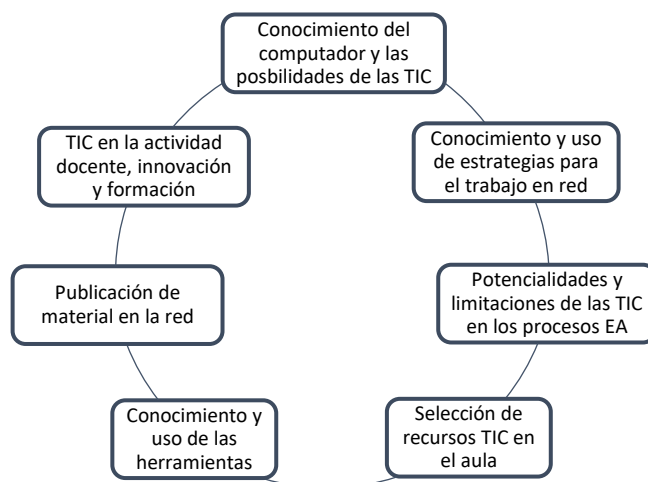 Conocimiento del
computador y las
posbilidades de las TIC
Conocimiento y uso
de estrategias para
el trabajo en red
Potencialidades y
limitaciones de las TIC
en los procesos EA
Selección de
recursos TIC en
el aula
Conocimiento y
uso de las
herramientas
Publicación de
material en la red
TIC en la actividad
docente, innovación
y formación